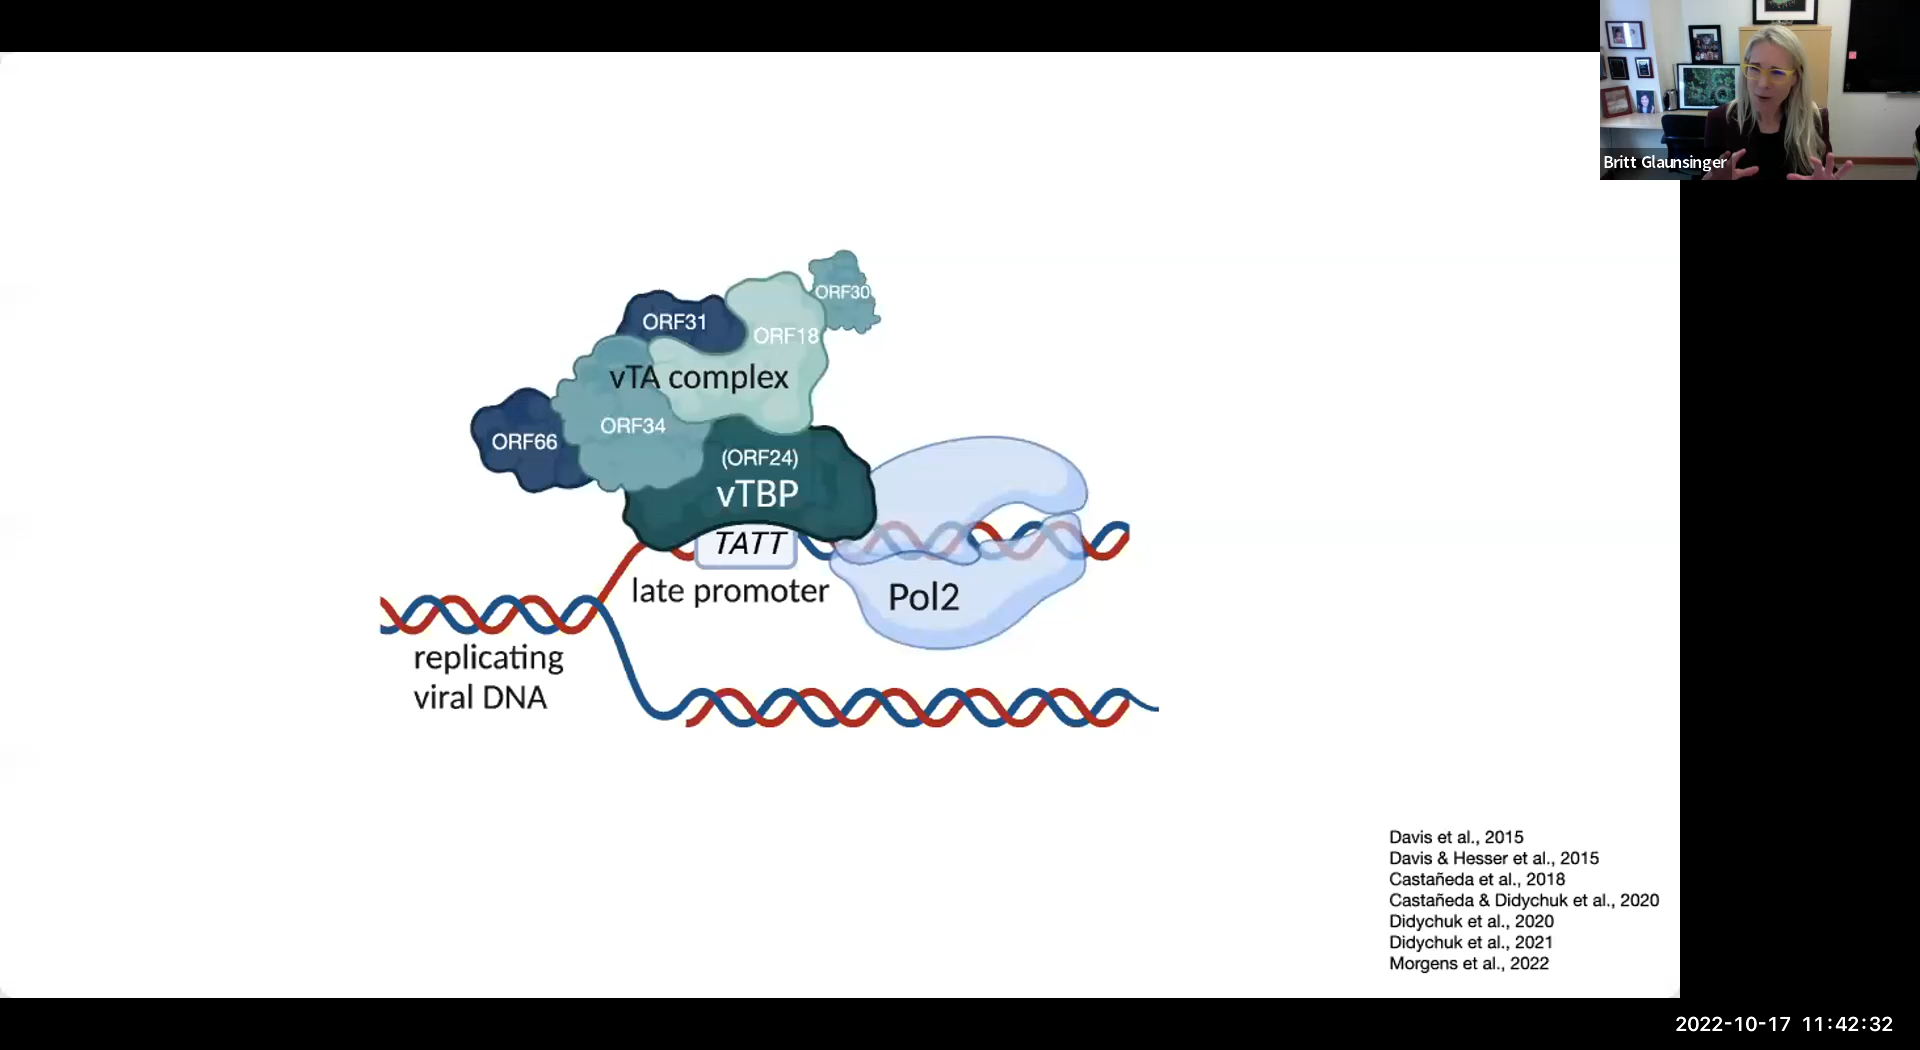 Britt Glaunsinger
ORF30
ORF31
ORF18
vTA complex
ORF34
ORF66
(ORF24)
vTBP
TATT
late promoter
Pol2
replicating
viral DNA
Davis et al., 2015
Davis & Hesser et al., 2015
Castañeda et al., 2018
Castañeda & Didychuk et al., 2020
Didychuk et al., 2020
Didychuk et al., 2021
Morgens et al., 2022
2022-10-17 11:42:32